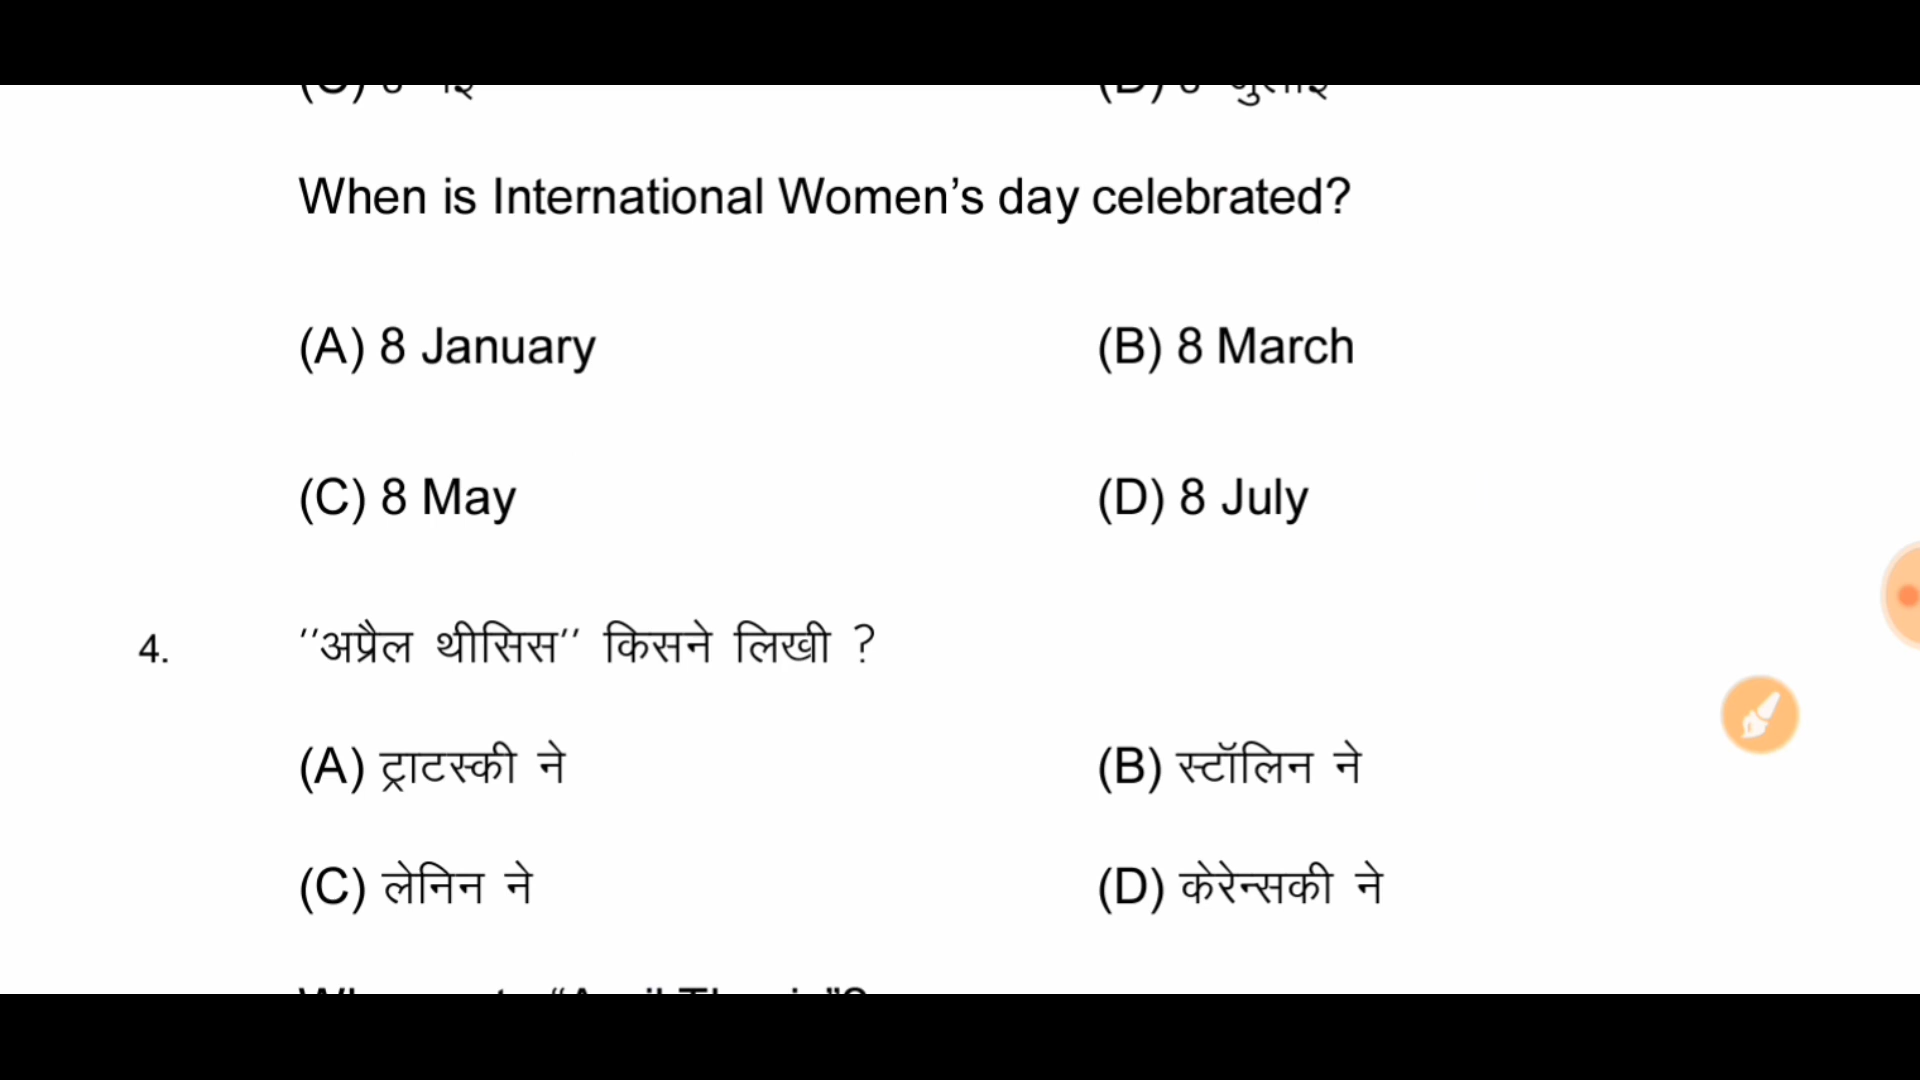 When is International Women’s day celebrated?
(A) 8 January (B) 8 March
(C) 8 May (D) 8 July
4. ‘‘अप्रैल थीसिस’’ किसने लिखी ?
(A) ट्राटस्की ने (B) स्टॉलिन ने
(C) लेनिन ने (D) केरेन्सकी ने